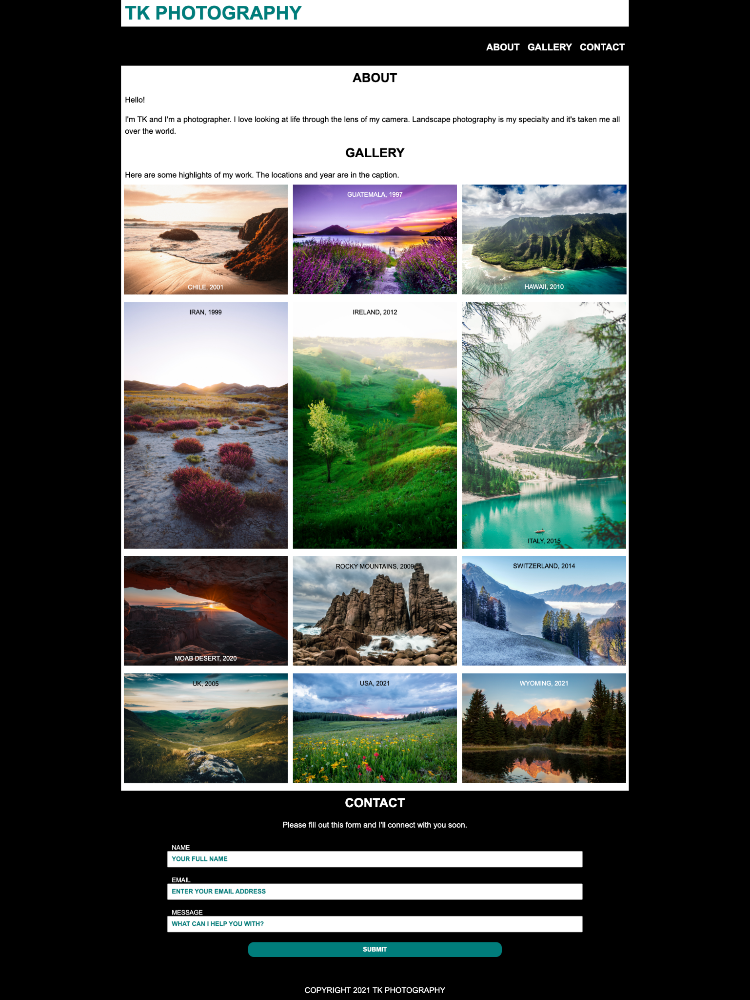 TK PHOTOGRAPHY
ABOUT GALLERY CONTACT
ABOUT
Hello!
I'm TK and I'm a photographer. I love looking at life through the lens of my camera. Landscape photography is my specialty and it's taken me all
over the world.
GALLERY
Here are some highlights of my work. The locations and year are in the caption.
CHILE, 2001
GUATEMALA, 1997
HAWAII, 2010
IRAN, 1999
IRELAND, 2012
ITALY, 2015
MOAB DESERT, 2020
ROCKY MOUNTAINS, 2009
SWITZERLAND, 2014
UK, 2005
USA, 2021
WYOMING, 2021
CONTACT
Please fill out this form and I'll connect with you soon.
NAME
YOUR FULL NAME
EMAIL
ENTER YOUR EMAIL ADDRESS
MESSAGE
WHAT CAN I HELP YOU WITH?
SUBMIT
COPYRIGHT 2021 TK PHOTOGRAPHY